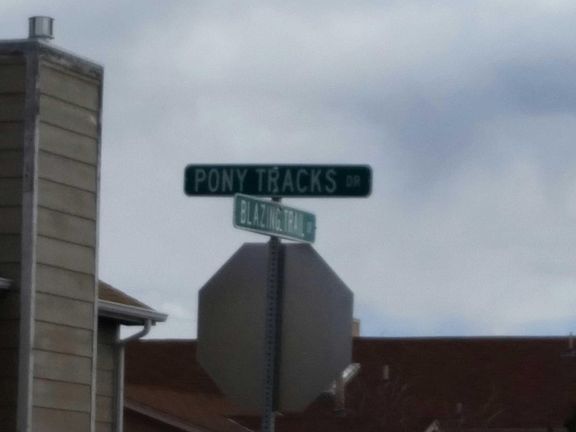 PONY TRACKS DR
BLAZING TRAIL